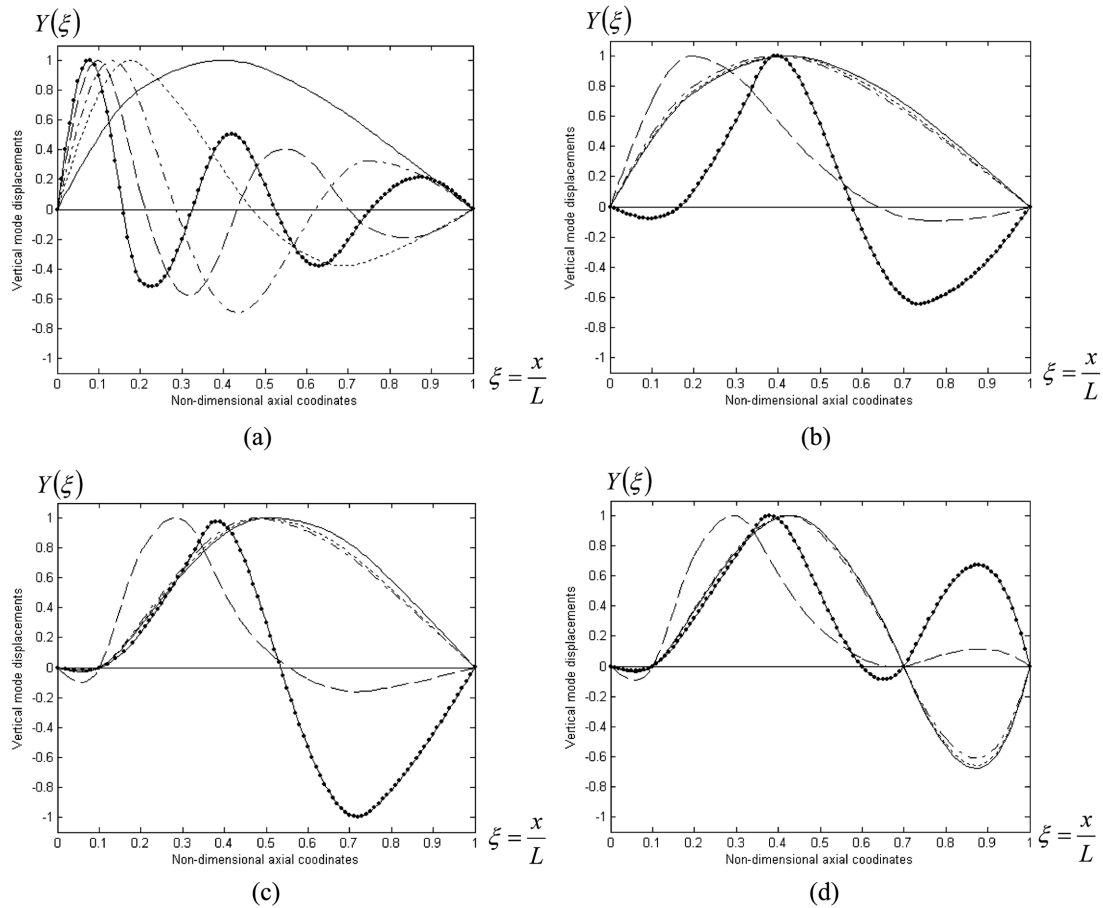 Y(ξ)
1
0.8
0.6
0.4
0.2
0
-0.2
-0.4
-0.6
-0.8
-1
Vertical mode displacements
0 0.1 0.2 0.3 0.4 0.5 0.6 0.7 0.8 0.9 1
Non-dimensional axial coodinates
ξ = x/L
(a)
Y(ξ)
1
0.8
0.6
0.4
0.2
0
-0.2
-0.4
-0.6
-0.8
-1
Vertical mode displacements
0 0.1 0.2 0.3 0.4 0.5 0.6 0.7 0.8 0.9 1
Non-dimensional axial coodinates
ξ = x/L
(b)
Y(ξ)
1
0.8
0.6
0.4
0.2
0
-0.2
-0.4
-0.6
-0.8
-1
Vertical mode displacements
0 0.1 0.2 0.3 0.4 0.5 0.6 0.7 0.8 0.9 1
Non-dimensional axial coodinates
ξ = x/L
(c)
Y(ξ)
1
0.8
0.6
0.4
0.2
0
-0.2
-0.4
-0.6
-0.8
-1
Vertical mode displacements
0 0.1 0.2 0.3 0.4 0.5 0.6 0.7 0.8 0.9 1
Non-dimensional axial coodinates
ξ = x/L
(d)